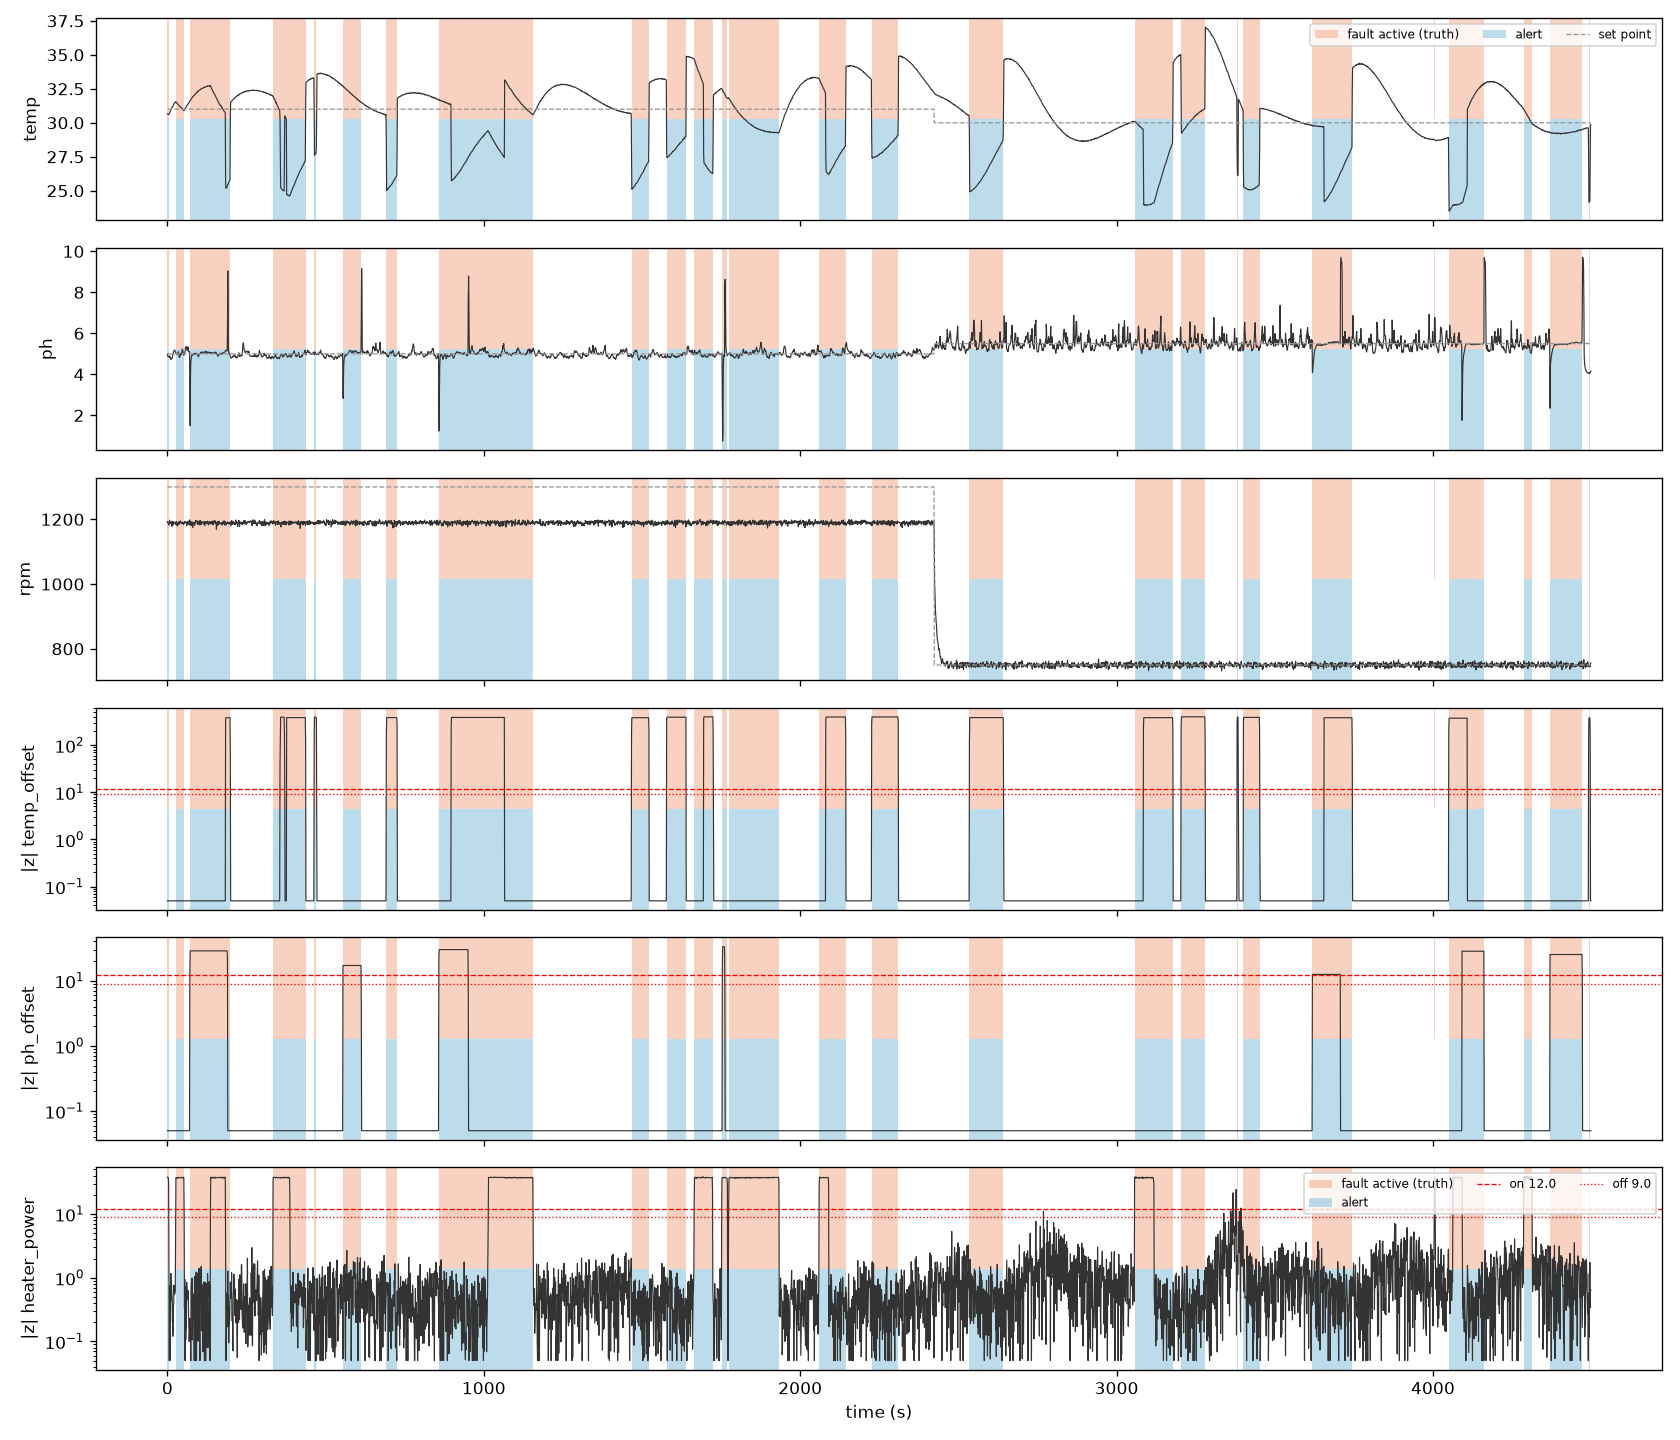 fault active (truth) alert set point
37.5
35.0
32.5
30.0
27.5
25.0
temp
10
8
6
4
2
ph
1200
1000
800
rpm
10²
10¹
10⁰
10⁻¹
|z| temp_offset
10¹
10⁰
10⁻¹
|z| ph_offset
fault active (truth) on 12.0 off 9.0
alert
10¹
10⁰
10⁻¹
|z| heater_power
0 1000 2000 3000 4000
time (s)